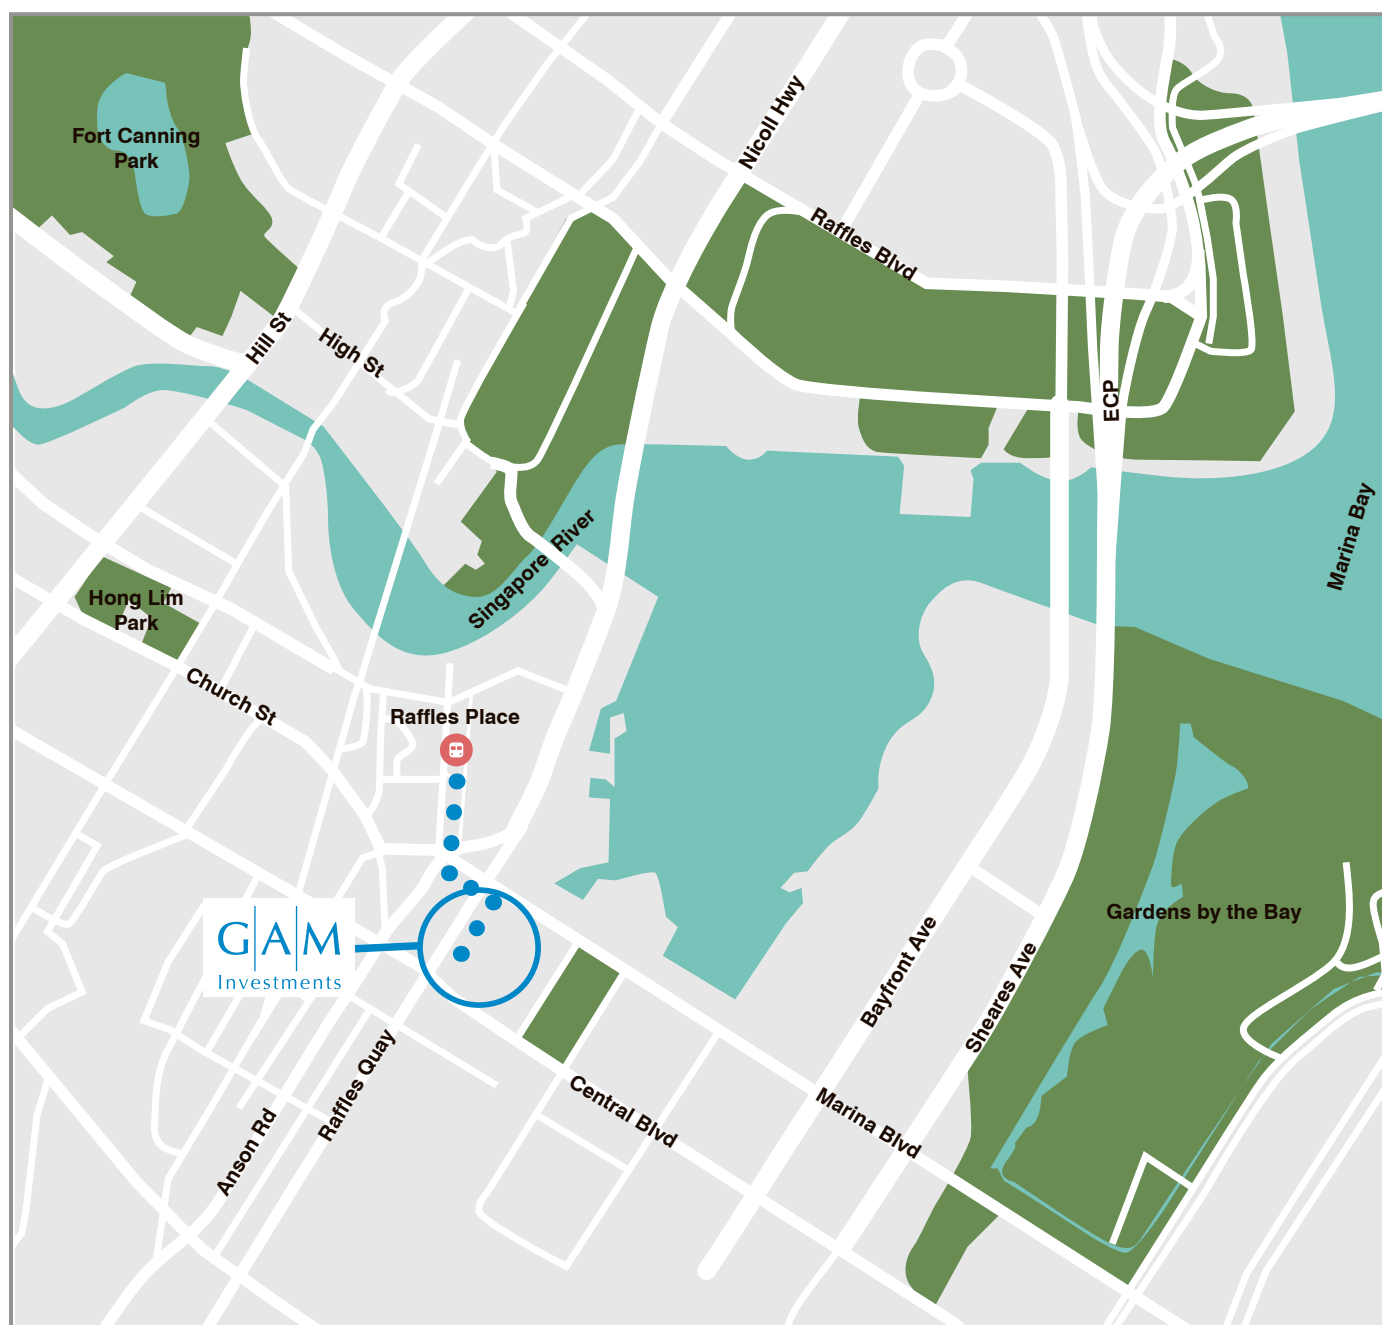 Nicoll Hwy
Fort Canning
Park
Raffles Blvd
Hill St
High St
ECP
Marina Bay
Singapore River
Hong Lim
Park
Church St
Raffles Place
GAM
Investments
Gardens by the Bay
Bayfront Ave
Sheares Ave
Raffles Quay
Anson Rd
Central Blvd
Marina Blvd